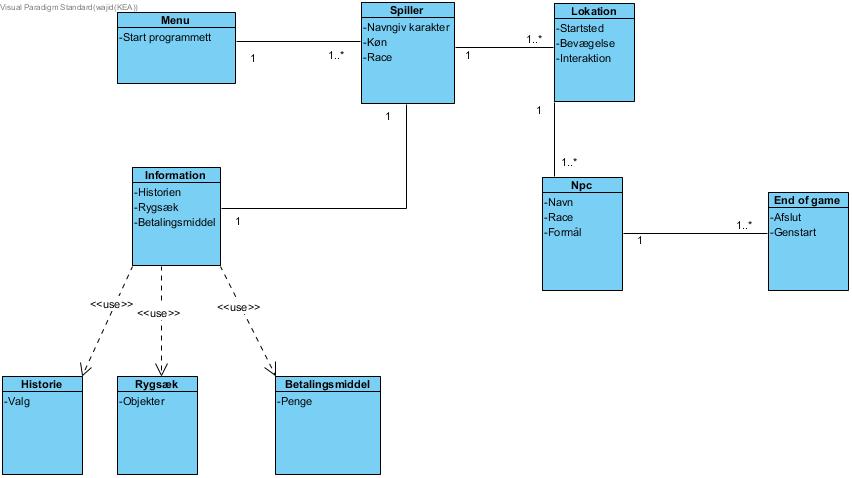 Visual Paradigm Standard(wajid(KEA))
Menu
-Start programmett
1
1..*
Spiller
-Navngiv karakter
-Køn
-Race
1
1..*
Lokation
-Startsted
-Bevægelse
-Interaktion
1
1
1..*
Information
-Historien
-Rygsæk
-Betalingsmiddel
1
Npc
-Navn
-Race
-Formål
1
1..*
End of game
-Afslut
-Genstart
<<use>>
<<use>>
<<use>>
Historie
-Valg
Rygsæk
-Objekter
Betalingsmiddel
-Penge